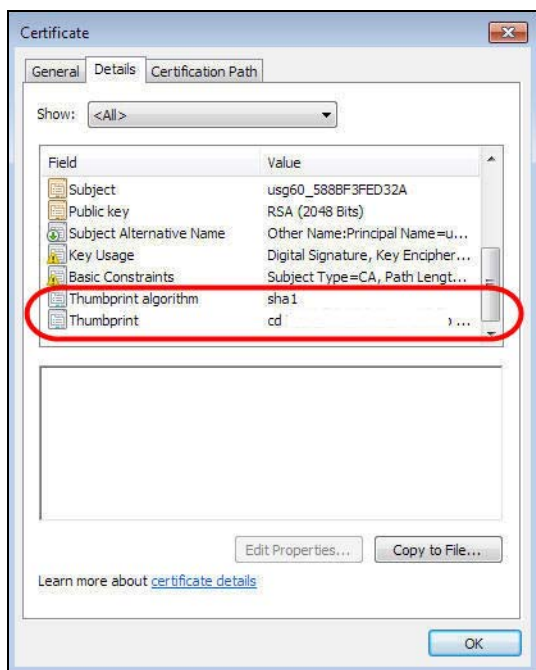 Certificate
General Details Certification Path
Show: <All>
Field Value
Subject usg60_588BF3FED32A
Public key RSA (2048 Bits)
Subject Alternative Name Other Name:Principal Name=u...
Key Usage Digital Signature, Key Encipher...
Basic Constraints Subject Type=CA, Path Lengt...
Thumbprint algorithm sha1
Thumbprint cd ...
Edit Properties... Copy to File...
Learn more about certificate details
OK